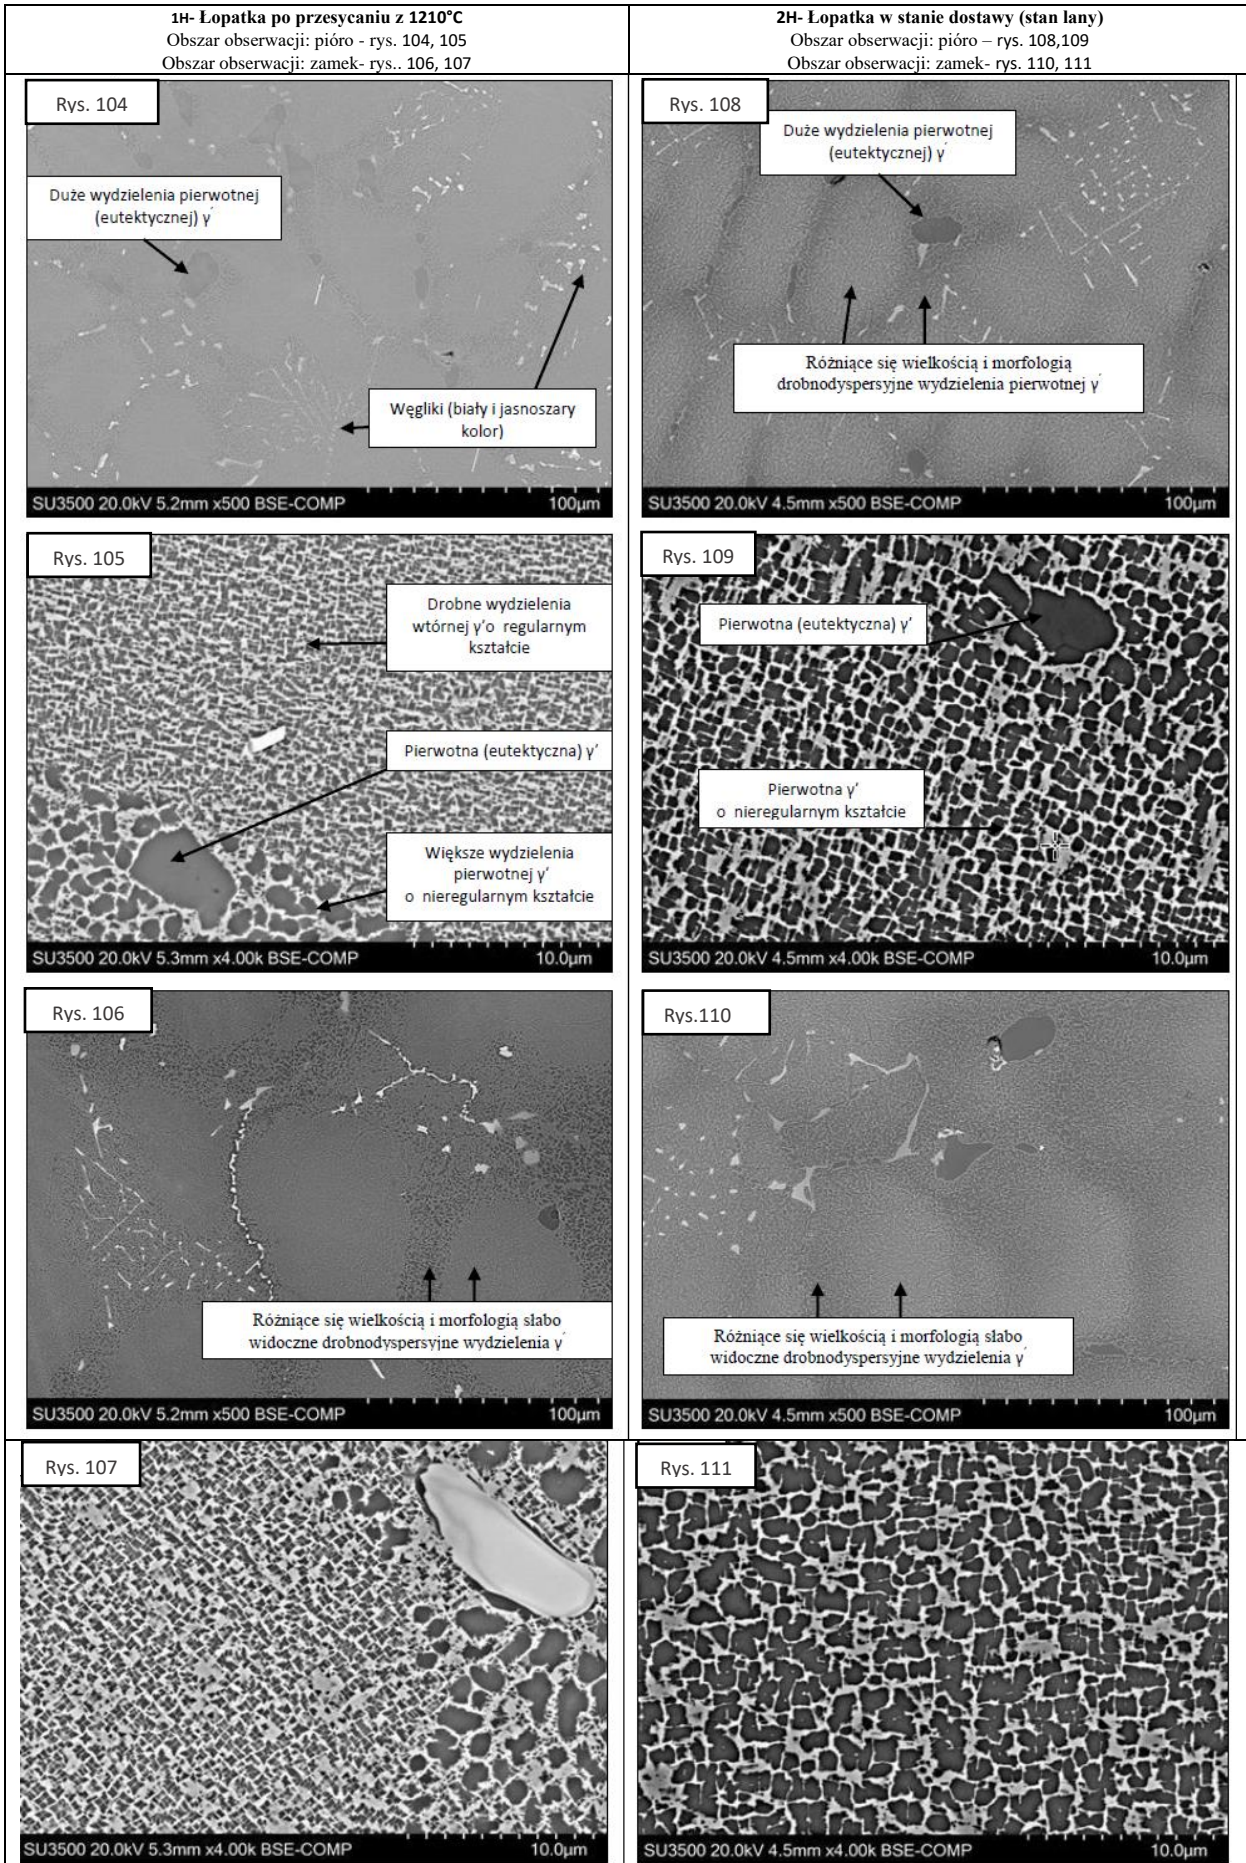 1H- Łopatka po przesycaniu z 1210°C
Obszar obserwacji: pióro - rys. 104, 105
Obszar obserwacji: zamek- rys.. 106, 107
2H- Łopatka w stanie dostawy (stan lany)
Obszar obserwacji: pióro – rys. 108,109
Obszar obserwacji: zamek- rys. 110, 111
Rys. 104
Duże wydzielenia pierwotnej
(eutektycznej) γ'
Węgliki (biały i jasnoszary
kolor)
SU3500 20.0kV 5.2mm x500 BSE-COMP 100µm
Rys. 108
Duże wydzielenia pierwotnej
(eutektycznej) γ'
Różniące się wielkością i morfologią
drobnodyspersyjne wydzielenia pierwotnej γ'
SU3500 20.0kV 4.5mm x500 BSE-COMP 100µm
Rys. 105
Drobne wydzielenia
wtórnej γ'o regularnym
kształcie
Pierwotna (eutektyczna) γ'
Większe wydzielenia
pierwotnej γ'
o nieregularnym kształcie
SU3500 20.0kV 5.3mm x4.00k BSE-COMP 10.0µm
Rys. 109
Pierwotna (eutektyczna) γ'
Pierwotna γ'
o nieregularnym kształcie
SU3500 20.0kV 4.5mm x4.00k BSE-COMP 10.0µm
Rys. 106
Różniące się wielkością i morfologią słabo
widoczne drobnodyspersyjne wydzielenia γ'
SU3500 20.0kV 5.2mm x500 BSE-COMP 100µm
Rys.110
Różniące się wielkością i morfologią słabo
widoczne drobnodyspersyjne wydzielenia γ'
SU3500 20.0kV 4.5mm x500 BSE-COMP 100µm
Rys. 107
SU3500 20.0kV 5.3mm x4.00k BSE-COMP 10.0µm
Rys. 111
SU3500 20.0kV 4.5mm x4.00k BSE-COMP 10.0µm